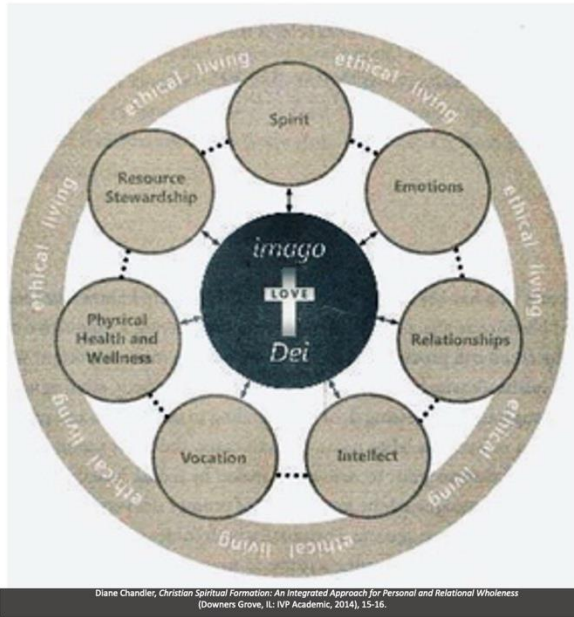 ethical living
ethical living
ethical living
ethical living
ethical living
ethical living
ethical living
Spirit
Emotions
Relationships
Intellect
Vocation
Physical
Health and
Wellness
Resource
Stewardship
imago
LOVE
Dei
Diane Chandler, Christian Spiritual Formation: An Integrated Approach for Personal and Relational Wholeness
(Downers Grove, IL: IVP Academic, 2014), 15-16.